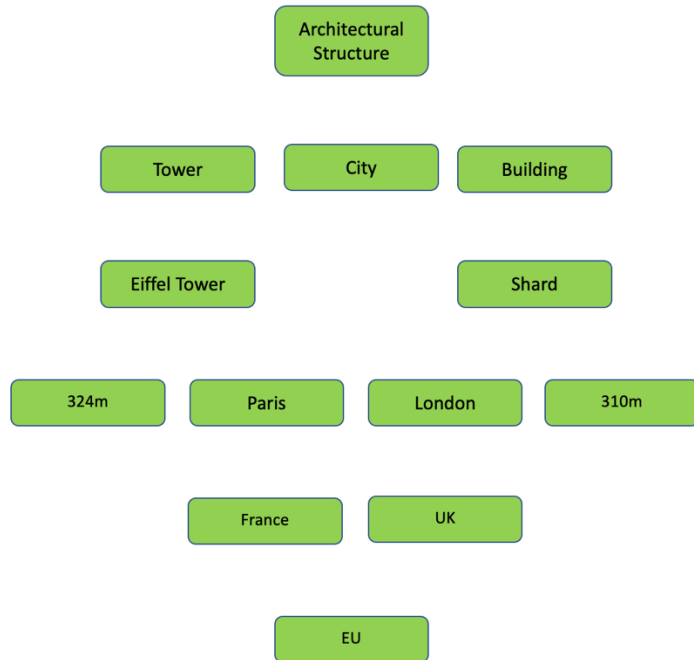 Architectural
Structure
Tower
City
Building
Eiffel Tower
Shard
324m
Paris
London
310m
France
UK
EU